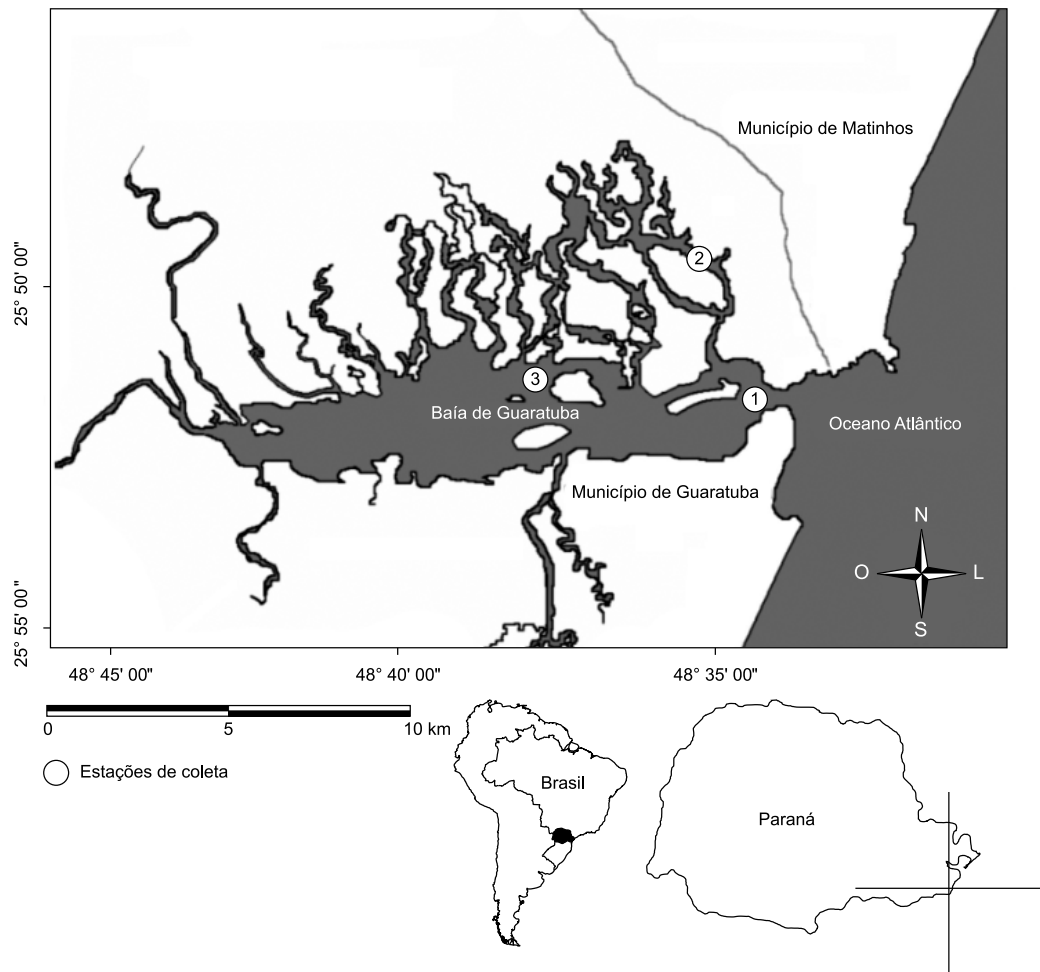 Município de Matinhos
2
25° 50' 00"
3
1
Baía de Guaratuba
Oceano Atlântico
Município de Guaratuba
N
O L
S
25° 55' 00"
48° 45' 00"
48° 40' 00"
48° 35' 00"
0 5 10 km
Estações de coleta
Brasil
Paraná